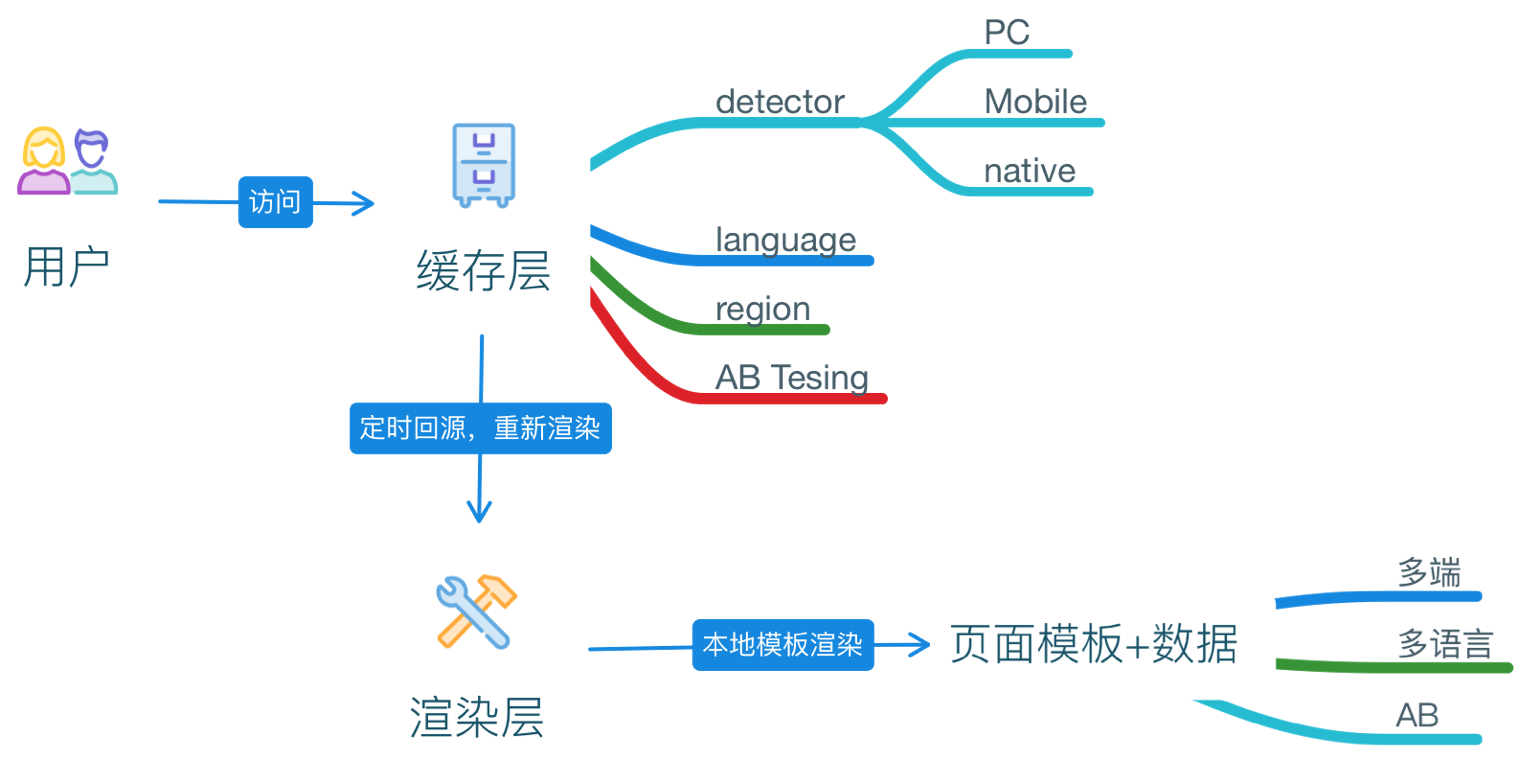 PC
detector
Mobile
native
访问
用户
缓存层
language
region
AB Tesing
定时回源，重新渲染
多端
本地模板渲染
页面模板+数据
多语言
渲染层
AB